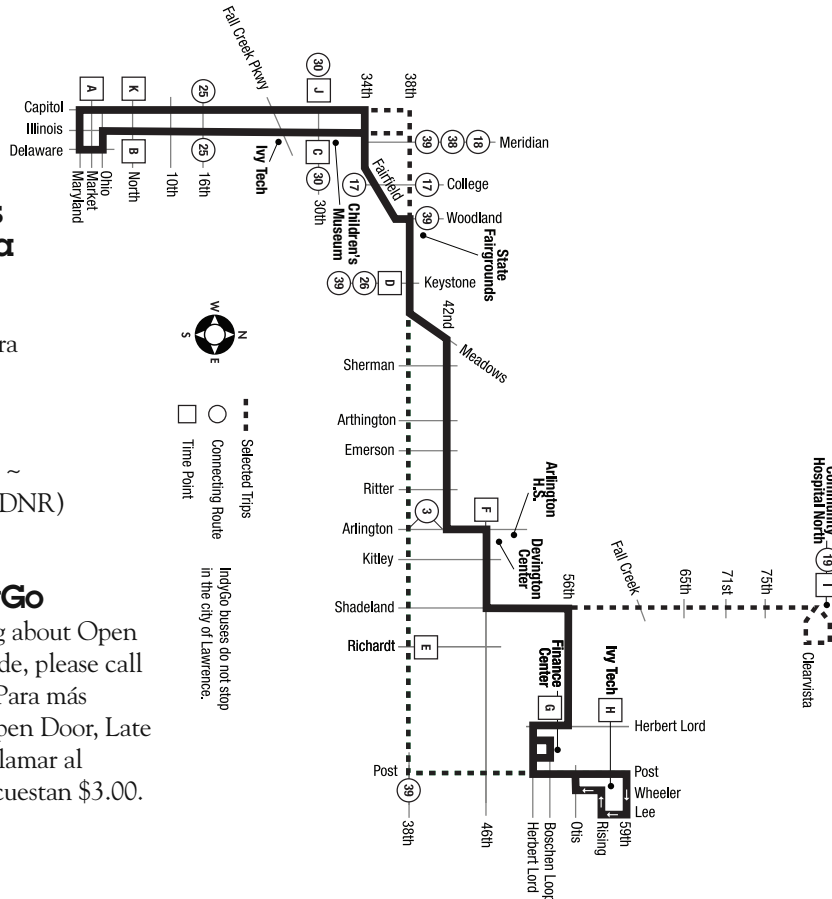 s
a
ra
~
DNR)
Go
g about Open
de, please call
Para más
pen Door, Late
lamar al
cuestan $3.00.
Capitol
Illinois
Delaware
Maryland
Market
Ohio
North
10th
16th
30th
A
K
25
30
J
B
25
C
30
Fall Creek Pkwy
34th
38th
Ivy Tech
Children's
Museum
Fairfield
39
38
18
Meridian
17
17
College
39
Woodland
State
Fairgrounds
39
26
D
Keystone
42nd
Meadows
Sherman
Arthington
Emerson
Ritter
Arlington
3
Kitley
Shadeland
Richardt
E
Post
39
38th
46th
F
Arlington
H.S.
Devington
Center
56th
Fall Creek
65th
71st
75th
Community
Hospital North
19
I
Clearvista
Finance
Center
G
Ivy Tech
H
Herbert Lord
Post
Wheeler
Lee
Herbert Lord
Boschen Loop
Otis
Rising
59th
N
E
S
W
Selected Trips
Connecting Route
Time Point
IndyGo buses do not stop
in the city of Lawrence.